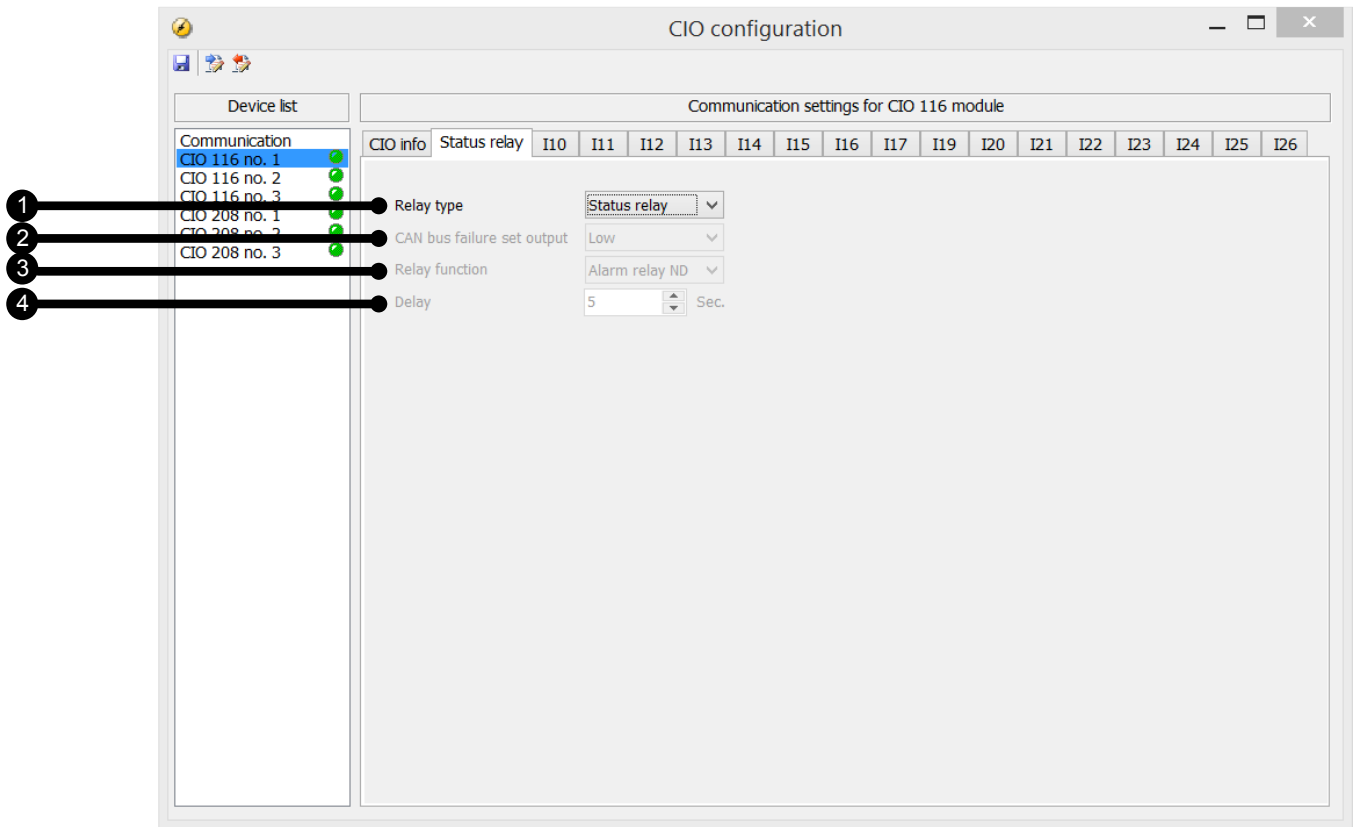 CIO configuration
Device list
Communication settings for CIO 116 module
Communication
CIO 116 no. 1
CIO 116 no. 2
CIO 116 no. 3
CIO 208 no. 1
CIO 208 no. 2
CIO 208 no. 3
CIO info Status relay I10 I11 I12 I13 I14 I15 I16 I17 I19 I20 I21 I22 I23 I24 I25 I26
1 Relay type Status relay
2 CAN bus failure set output Low
3 Relay function Alarm relay ND
4 Delay 5 Sec.